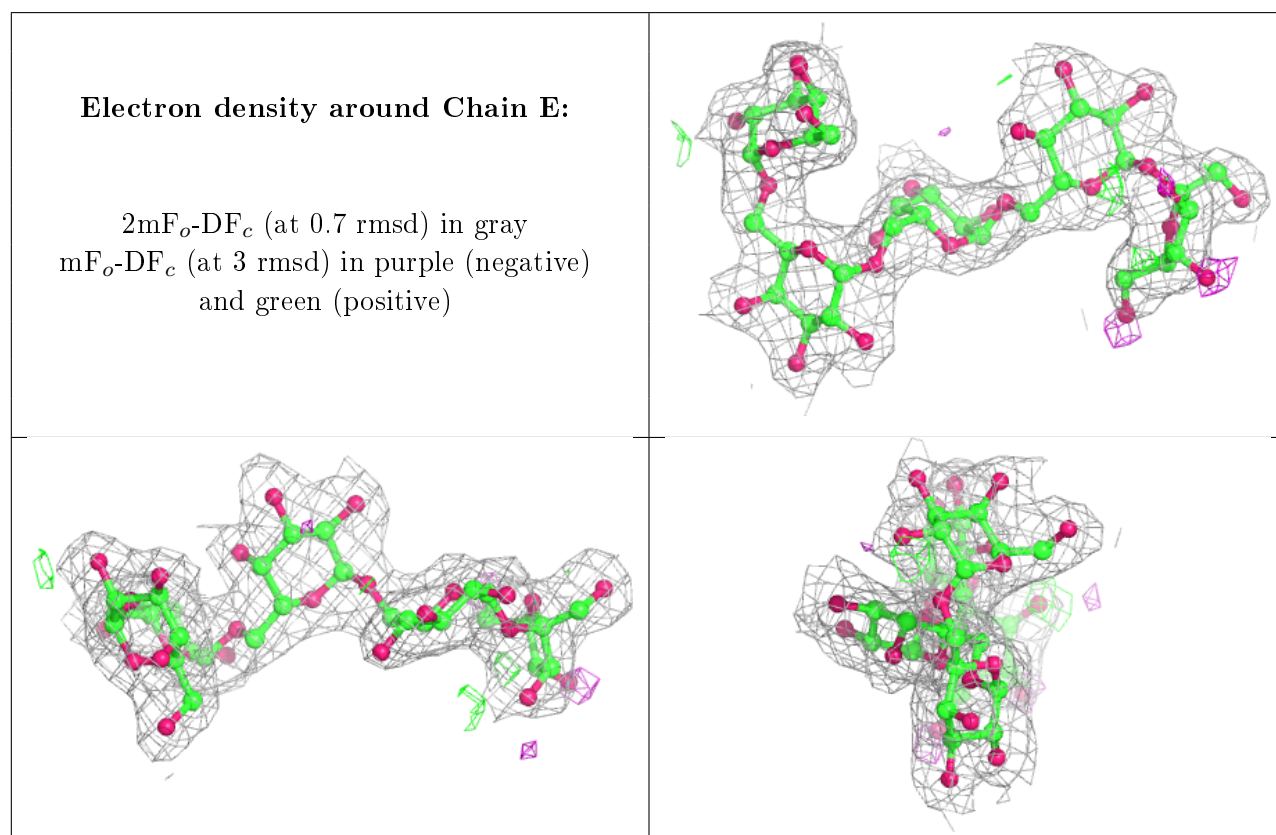 Electron density around Chain E:
2mFo-DFc (at 0.7 rmsd) in gray
mFo-DFc (at 3 rmsd) in purple (negative)
and green (positive)